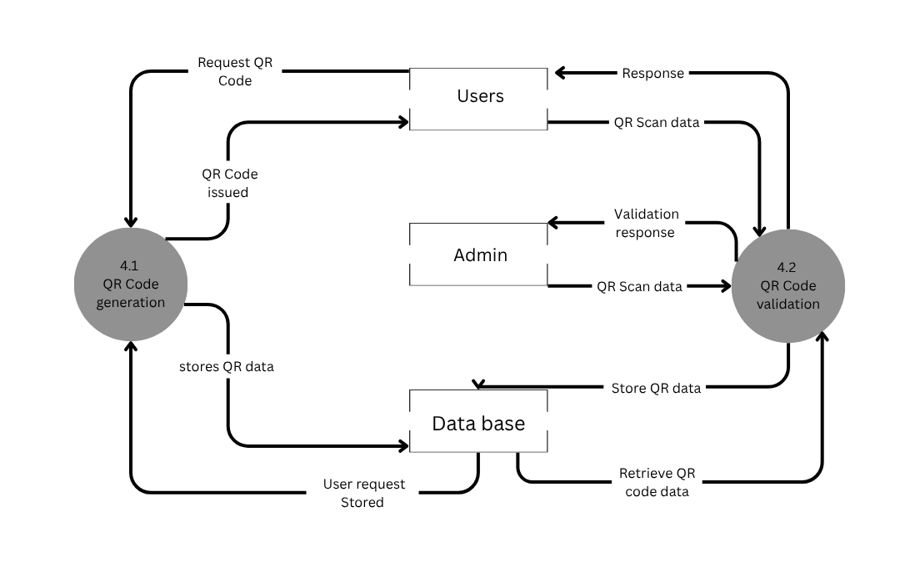 Request QR
Code
Users
Response
QR Scan data
QR Code
issued
Validation
response
Admin
QR Scan data
4.1
QR Code
generation
4.2
QR Code
validation
stores QR data
Store QR data
Data base
User request
Stored
Retrieve QR
code data